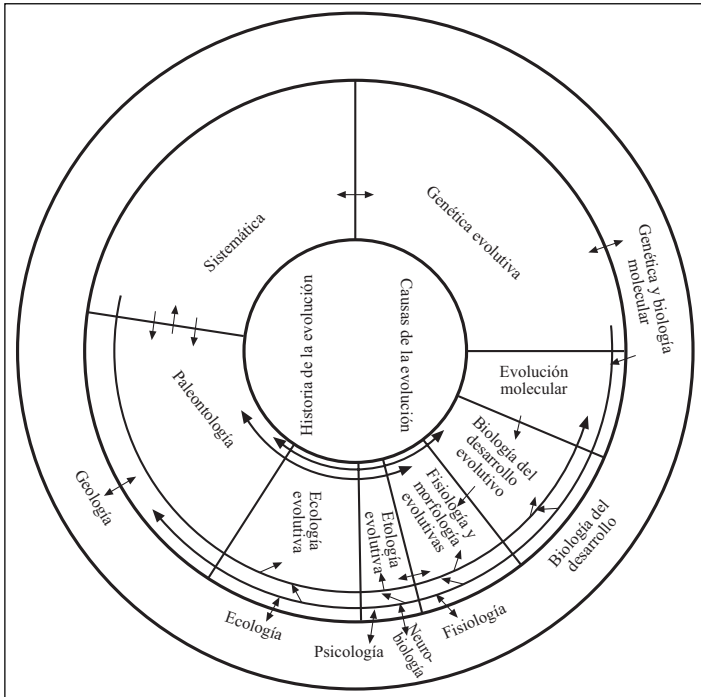 Sistemática
Genética evolutiva
Genética y biología
molecular
Historia de la evolución
Causas de la evolución
Evolución
molecular
Paleontología
Biología del
desarrollo
evolutivo
Geología
Ecología
evolutiva
Etología
evolutiva
Fisiología y
morfología
evolutivas
Biología del
desarrollo
Ecología
Psicología
Neuro-
biología
Fisiología